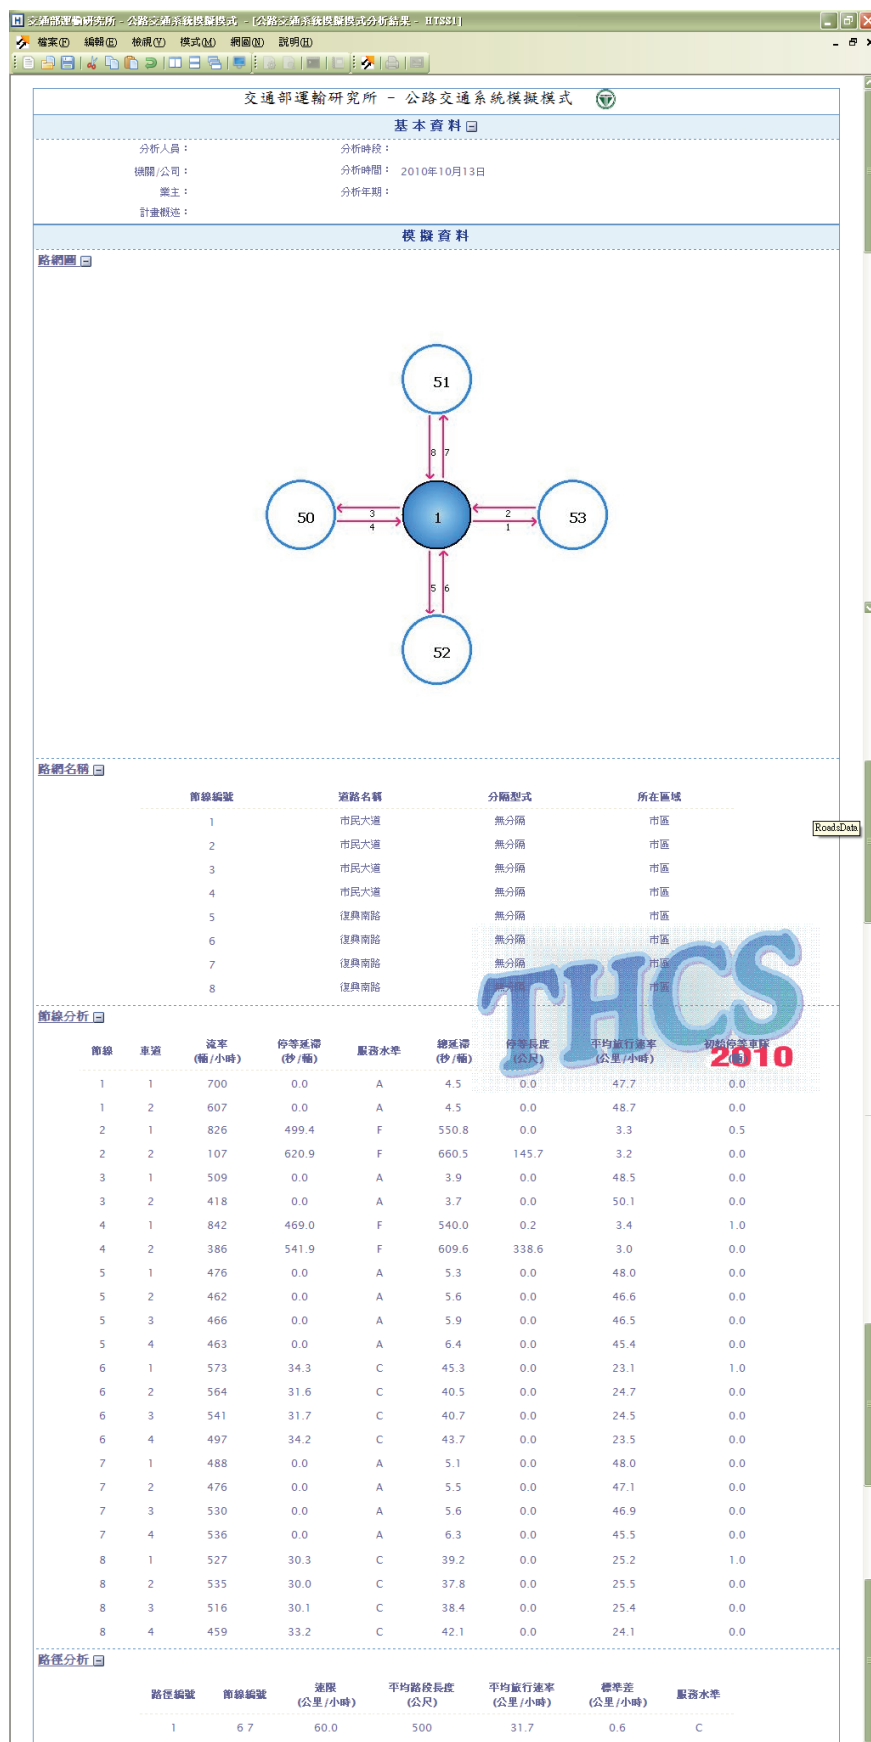 交通部運輸研究所 - 公路交通系統模擬模式 - [公路交通系統模擬模式分析結果 - HTSS1]
檔案(F) 編輯(E) 檢視(V) 模式(M) 網圖(N) 說明(H)
交通部運輸研究所 - 公路交通系統模擬模式
基本資料
分析人員： 分析時段：
機關/公司： 分析時間： 2010年10月13日
業主： 分析年期：
計畫概述：
模擬資料
路網圖
51
8 7
50 3 4 1 2 1 53
5 6
52
路網名稱
節線編號 道路名稱 分隔型式 所在區域
1 市民大道 無分隔 市區
2 市民大道 無分隔 市區
3 市民大道 無分隔 市區
4 市民大道 無分隔 市區
5 復興南路 無分隔 市區
6 復興南路 無分隔 市區
7 復興南路 無分隔 市區
8 復興南路 無分隔 市區
RoadsData
THCS
2010
節線分析
節線 車道 流率 (輛/小時) 停等延滯 (秒/輛) 服務水準 總延滯 (秒/輛) 停等長度 (公尺) 平均旅行速率 (公里/小時) 初始停等車隊 (輛)
1 1 700 0.0 A 4.5 0.0 47.7 0.0
1 2 607 0.0 A 4.5 0.0 48.7 0.0
2 1 826 499.4 F 550.8 0.0 3.3 0.5
2 2 107 620.9 F 660.5 145.7 3.2 0.0
3 1 509 0.0 A 3.9 0.0 48.5 0.0
3 2 418 0.0 A 3.7 0.0 50.1 0.0
4 1 842 469.0 F 540.0 0.2 3.4 1.0
4 2 386 541.9 F 609.6 338.6 3.0 0.0
5 1 476 0.0 A 5.3 0.0 48.0 0.0
5 2 462 0.0 A 5.6 0.0 46.6 0.0
5 3 466 0.0 A 5.9 0.0 46.5 0.0
5 4 463 0.0 A 6.4 0.0 45.4 0.0
6 1 573 34.3 C 45.3 0.0 23.1 1.0
6 2 564 31.6 C 40.5 0.0 24.7 0.0
6 3 541 31.7 C 40.7 0.0 24.5 0.0
6 4 497 34.2 C 43.7 0.0 23.5 0.0
7 1 488 0.0 A 5.1 0.0 48.0 0.0
7 2 476 0.0 A 5.5 0.0 47.1 0.0
7 3 530 0.0 A 5.6 0.0 46.9 0.0
7 4 536 0.0 A 6.3 0.0 45.5 0.0
8 1 527 30.3 C 39.2 0.0 25.2 1.0
8 2 535 30.0 C 37.8 0.0 25.5 0.0
8 3 516 30.1 C 38.4 0.0 25.4 0.0
8 4 459 33.2 C 42.1 0.0 24.1 0.0
路徑分析
路徑編號 節線編號 速限 (公里/小時) 平均路段長度 (公尺) 平均旅行速率 (公里/小時) 標準差 (公里/小時) 服務水準
1 6 7 60.0 500 31.7 0.6 C